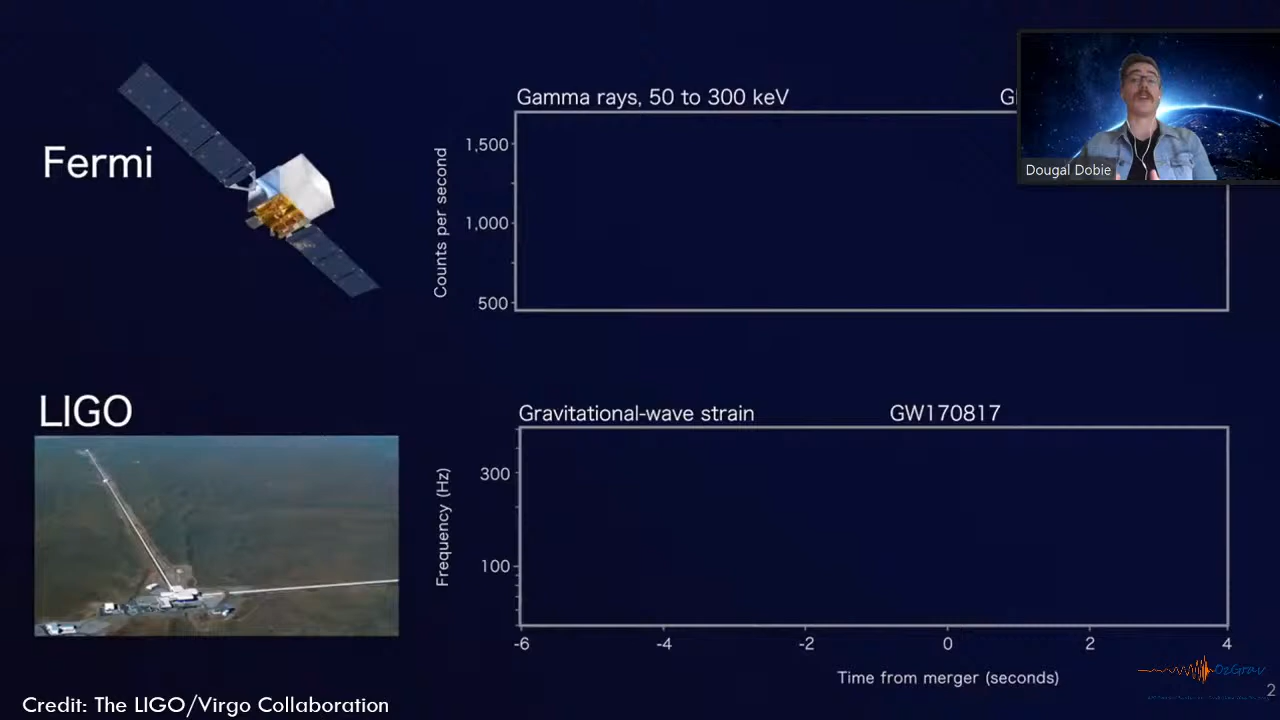 Gamma rays, 50 to 300 keV
Fermi
1,500
1,000
500
Counts per second
Dougal Dobie
LIGO
Gravitational-wave strain
GW170817
300
100
Frequency (Hz)
-6
-4
-2
0
2
4
Time from merger (seconds)
OzGrav
2
Credit: The LIGO/Virgo Collaboration